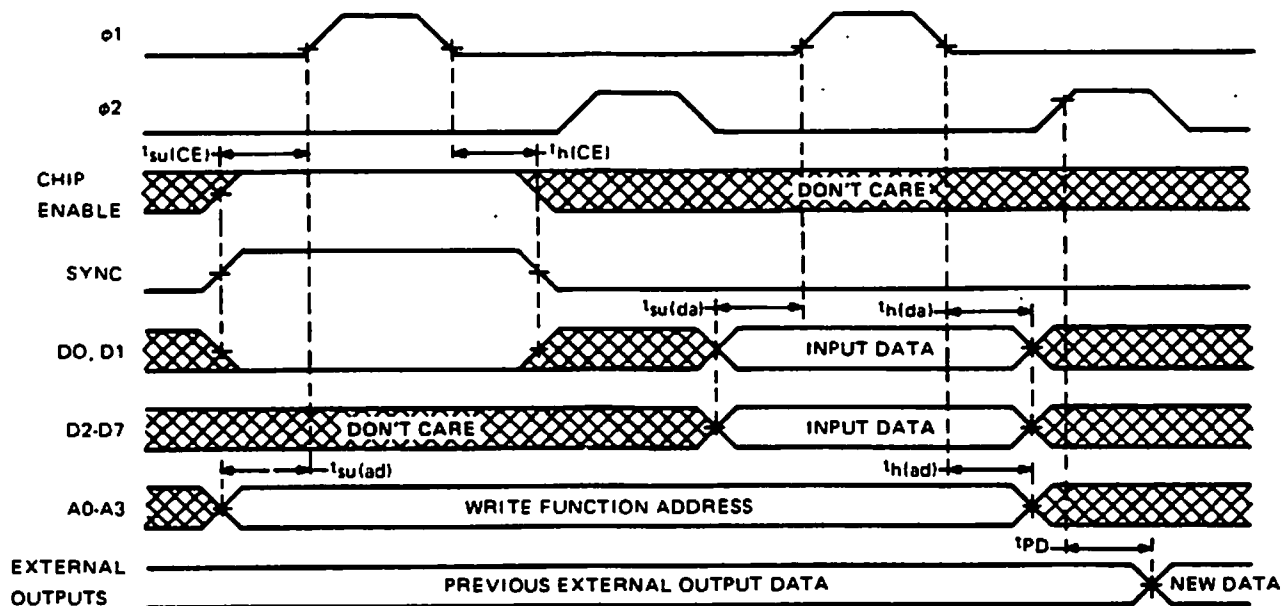 φ1
φ2
tsu(CE)
th(CE)
CHIP
ENABLE
DON'T CARE
SYNC
tsu(da)
th(da)
D0, D1
INPUT DATA
D2-D7
DON'T CARE
INPUT DATA
tsu(ad)
th(ad)
A0-A3
WRITE FUNCTION ADDRESS
tPD
EXTERNAL
OUTPUTS
PREVIOUS EXTERNAL OUTPUT DATA
NEW DATA